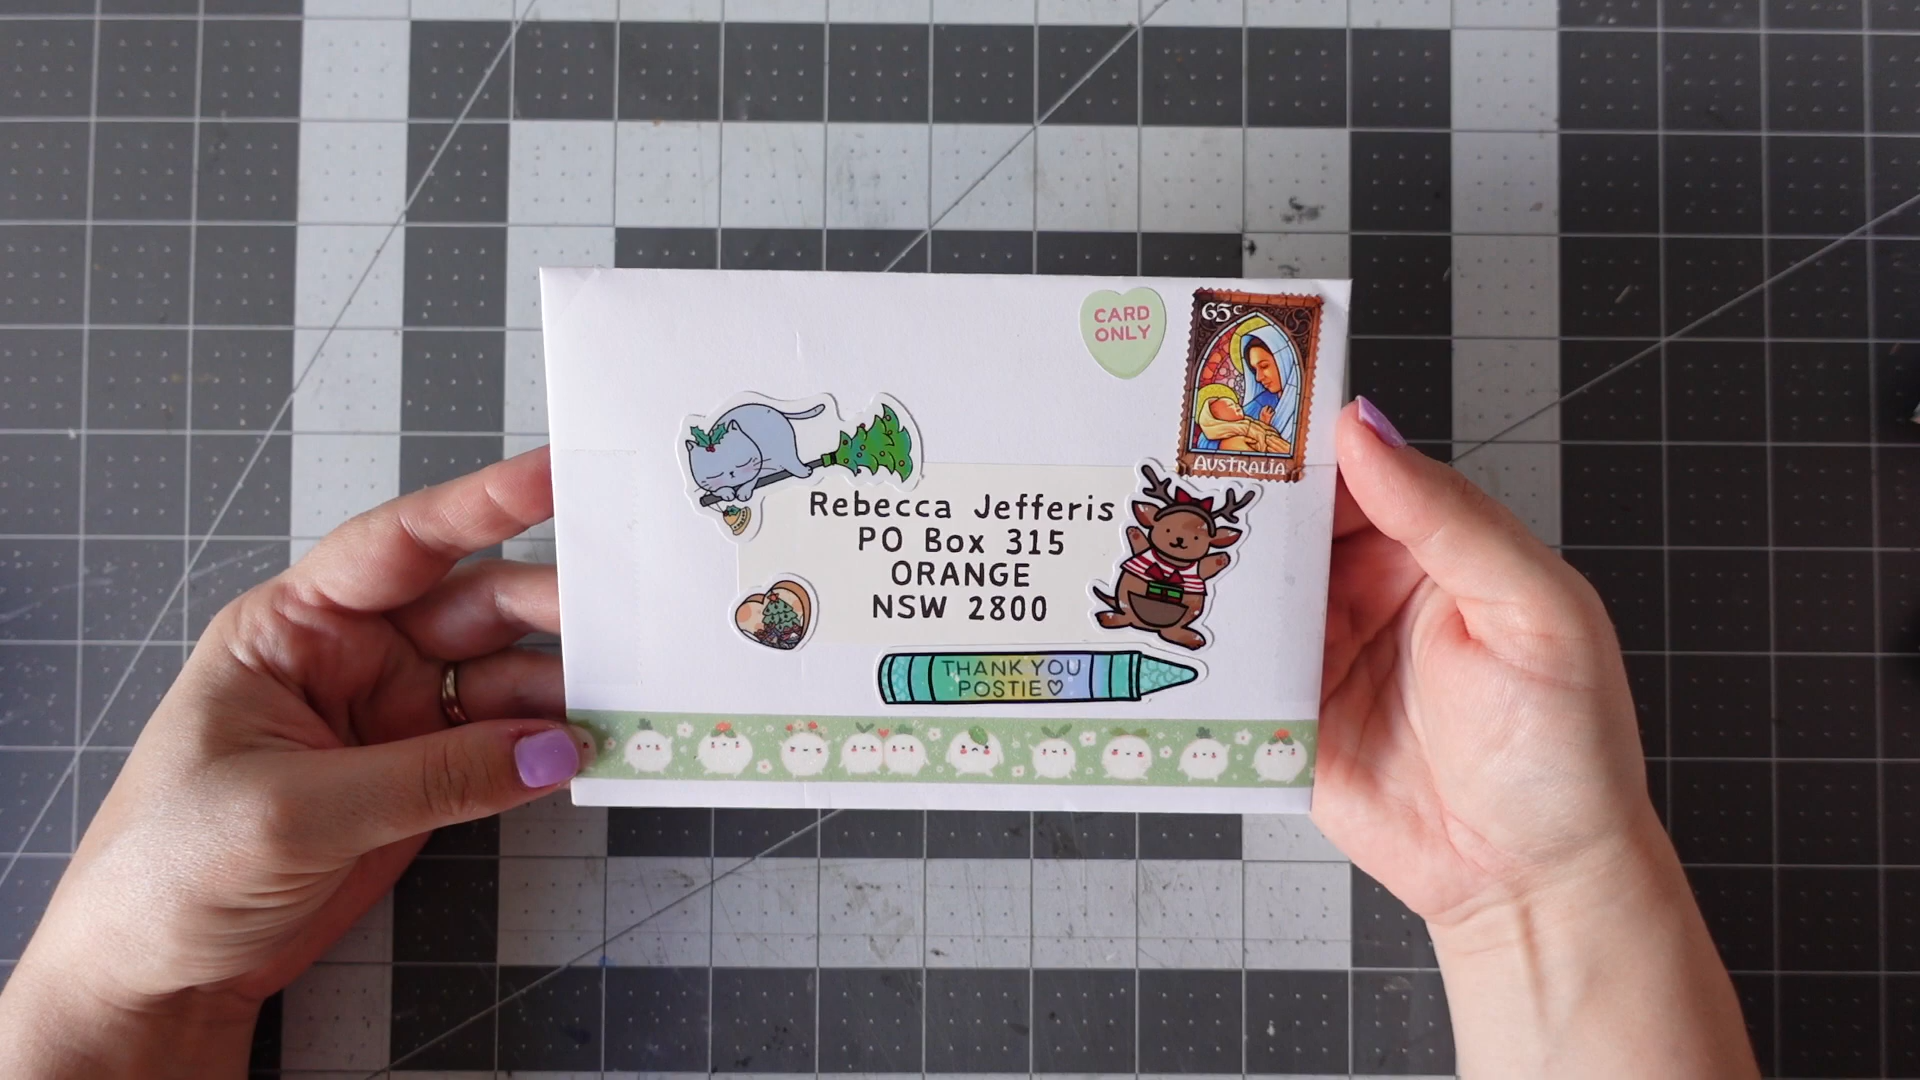 CARD
ONLY
65c
AUSTRALIA
Rebecca Jefferis
PO Box 315
ORANGE
NSW 2800
THANK YOU
POSTIE♡